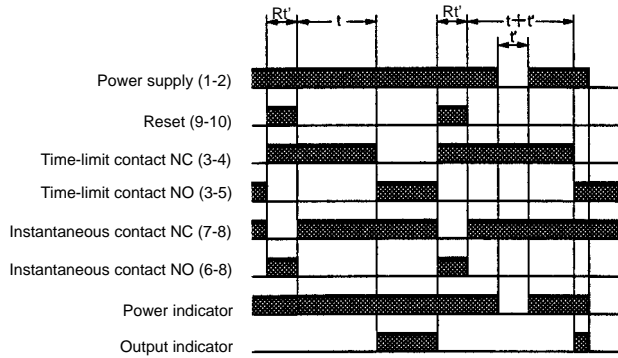 Rt' t Rt' t + t'
t'
Power supply (1-2)
Reset (9-10)
Time-limit contact NC (3-4)
Time-limit contact NO (3-5)
Instantaneous contact NC (7-8)
Instantaneous contact NO (6-8)
Power indicator
Output indicator